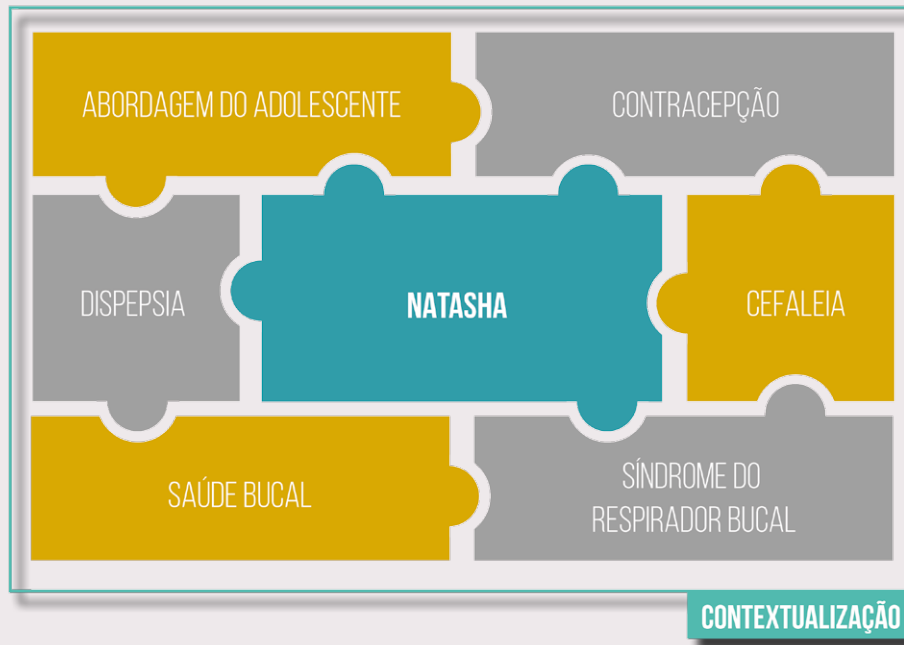 ABORDAGEM DO ADOLESCENTE
CONTRACEPÇÃO
DISPEPSIA
NATASHA
CEFALEIA
SAÚDE BUCAL
SÍNDROME DO
RESPIRADOR BUCAL
CONTEXTUALIZAÇÃO